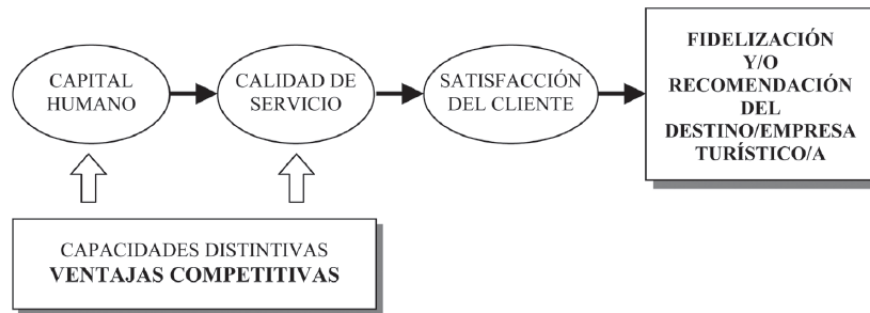 CAPITAL
HUMANO
CALIDAD DE
SERVICIO
SATISFACCIÓN
DEL CLIENTE
FIDELIZACIÓN
Y/O
RECOMENDACIÓN
DEL
DESTINO/EMPRESA
TURÍSTICO/A
CAPACIDADES DISTINTIVAS
VENTAJAS COMPETITIVAS